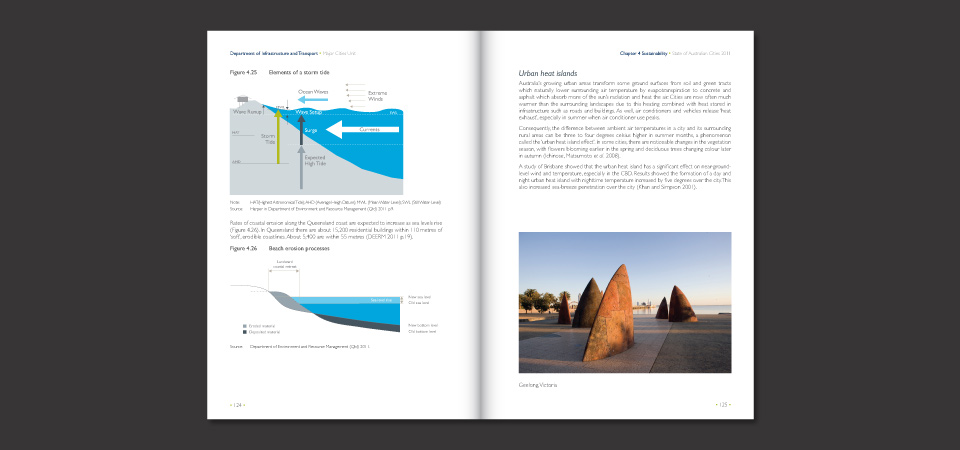 Department of Infrastructure and Transport • Major Cities Unit
Figure 4.25 Elements of a storm tide
Ocean Waves
Extreme
Winds
Wave Runup
Wave Setup
SWL
Surge
Currents
HAT
Storm
Tide
Expected
High Tide
AHD
Rates of coastal erosion along the Queensland coast are expected to increase as sea levels rise
(Figure 4.26). In Queensland there are about 15,200 residential buildings within 110 metres of
'soft', erodible coastlines. About 5,400 are within 55 metres (DEERM 2011 p.19).
Figure 4.26 Beach erosion processes
Landward
coastal retreat
Sea level rise
New sea level
Old sea level
New bottom level
Old bottom level
Eroded material
Deposited material
Source: Department of Environment and Resource Management (Qld) 2011
• 124 •
Chapter 4 Sustainability • State of Australian Cities 2011
Urban heat islands
Australia's growing urban areas transform some ground surfaces from soil and green tracts
which naturally lower surrounding air temperature by evapotranspiration to concrete and
asphalt which absorb more of the sun's radiation and heat the air. Cities are now often much
warmer than the surrounding landscapes due to this heating combined with heat stored in
infrastructure such as roads and buildings. As well, air conditioners and vehicles release 'heat
exhaust', especially in summer when air conditioner use peaks.
Consequently, the difference between ambient air temperatures in a city and its surrounding
rural areas can be three to four degrees celsius higher in summer months, a phenomenon
called the 'urban heat island effect'. In some cities, there are noticeable changes in the vegetation
season, with flowers blooming earlier in the spring and deciduous trees changing colour later
in autumn (Ichinose, Matsumoto et al. 2008).
A study of Brisbane showed that the urban heat island has a significant effect on near-ground-
level wind and temperature, especially in the CBD. Results showed the formation of a day and
night urban heat island with nighttime temperature increased by five degrees over the city. This
also increased sea-breeze penetration over the city (Khan and Simpson 2001).
Geelong, Victoria
• 125 •